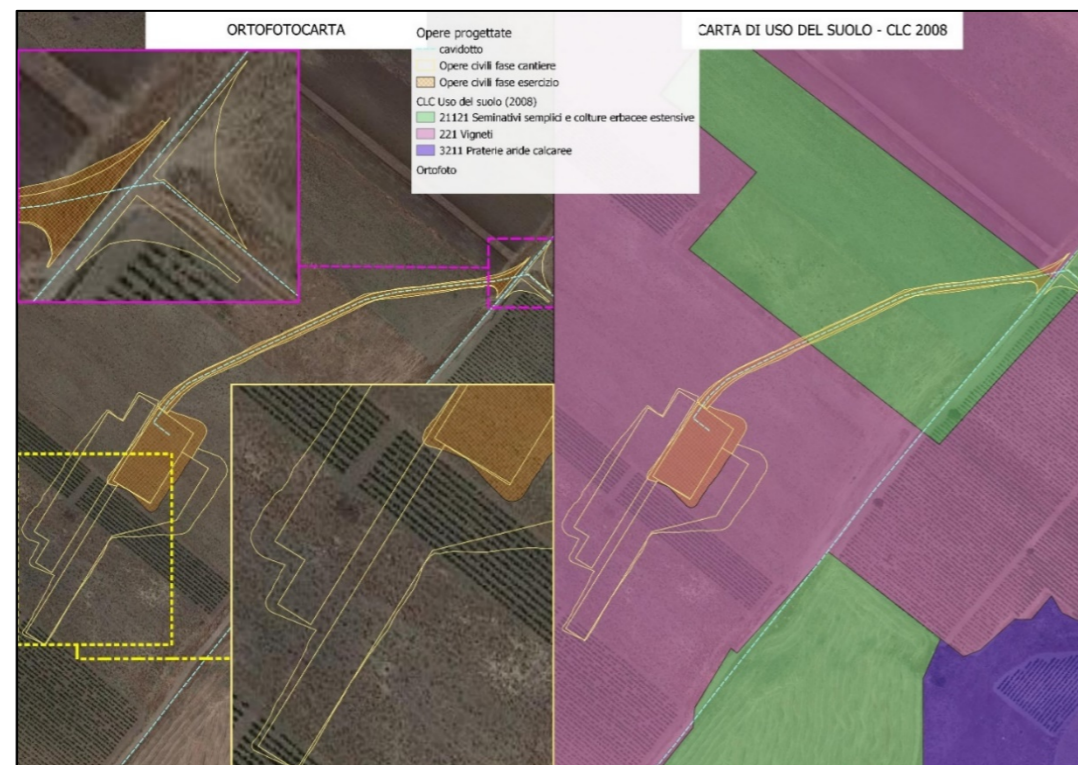 ORTOFOTOCARTA
Opere progettate
cavidotto
Opere civili fase cantiere
Opere civili fase esercizio
CLC Uso del suolo (2008)
21121 Seminativi semplici e colture erbacee estensive
221 Vigneti
3211 Praterie aride calcaree
Ortofoto
CARTA DI USO DEL SUOLO - CLC 2008